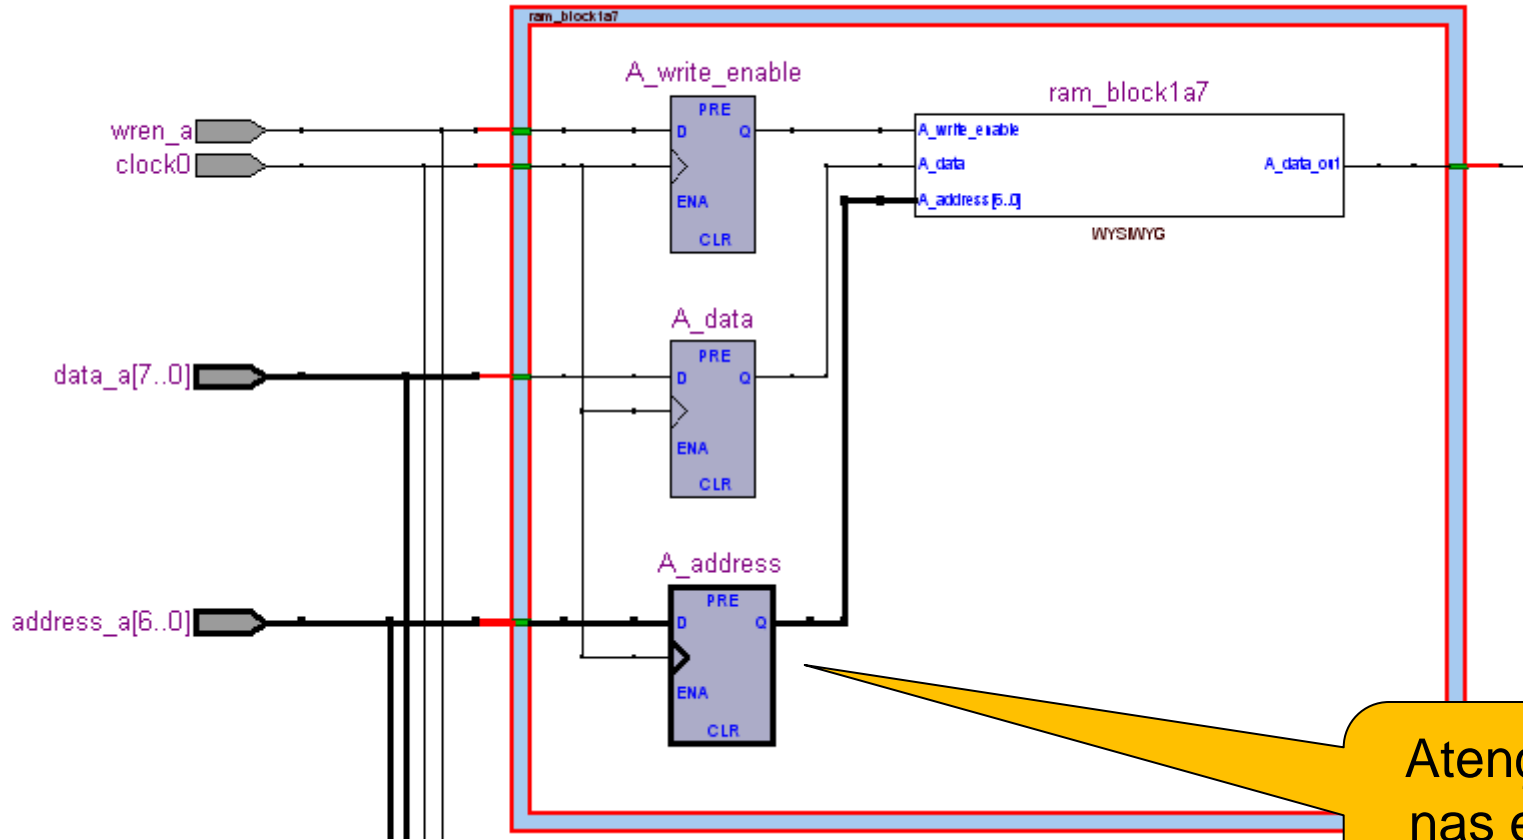 ram_block1a7
A_write_enable
PRE
D Q
ENA
CLR
wren_a
clock0
ram_block1a7
A_write_enable
A_data
A_address[6..0]
A_data_out
WYSIWYG
A_data
PRE
D Q
ENA
CLR
data_a[7..0]
A_address
PRE
D Q
ENA
CLR
address_a[6..0]
nas